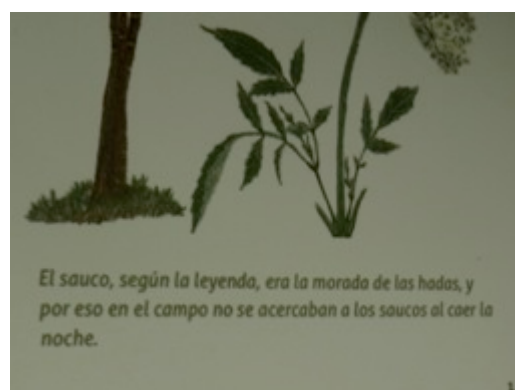 El sauco, según la leyenda, era la morada de las hadas, y
por eso en el campo no se acercaban a los saucos al caer la
noche.